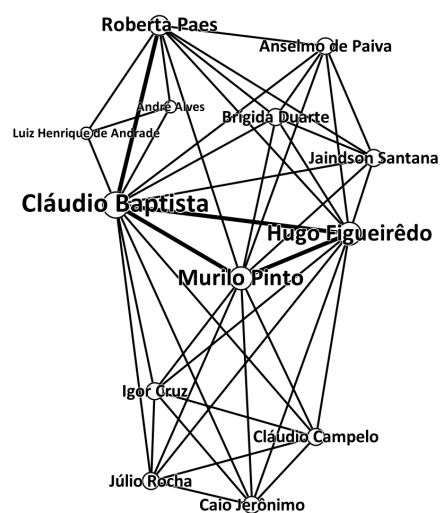 Roberta Paes
Anselmo de Paiva
André Alves
Brigida Duarte
Luiz Henrique de Andrade
Jaindson Santana
Cláudio Baptista
Hugo Figueirêdo
Murilo Pinto
Igor Cruz
Cláudio Campelo
Júlio Rocha
Caio Jerônimo